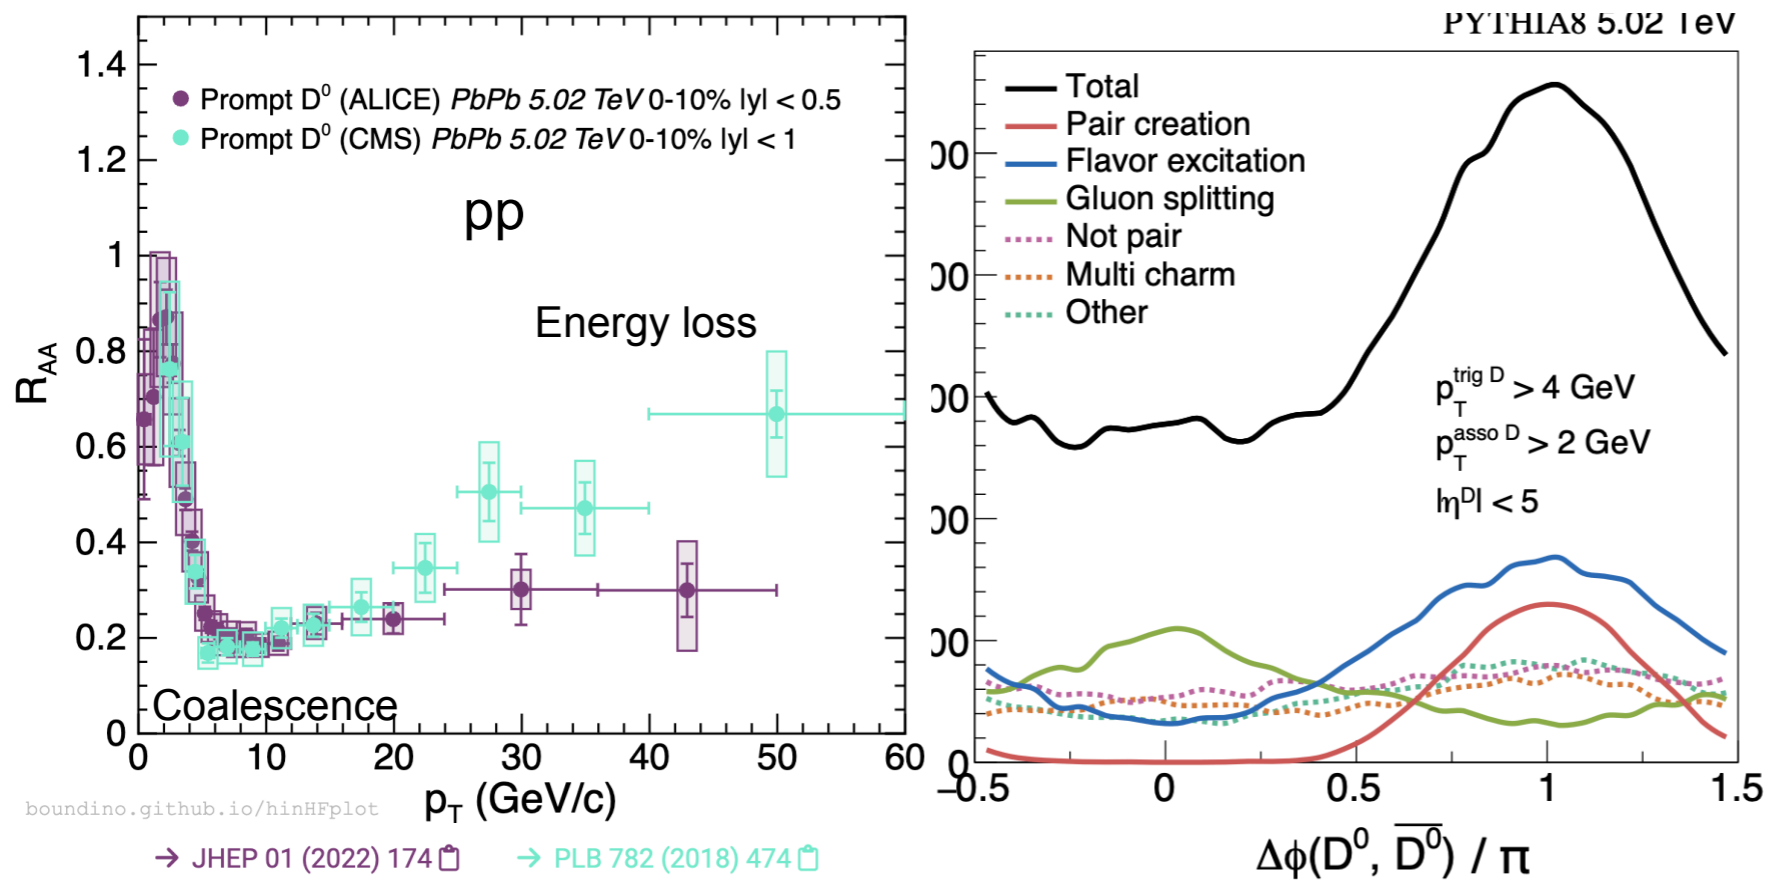 1.4
1.2
1
0.8
0.6
0.4
0.2
0
R_AA
Prompt D⁰ (ALICE) PbPb 5.02 TeV 0-10% |y| < 0.5
Prompt D⁰ (CMS) PbPb 5.02 TeV 0-10% |y| < 1
pp
Energy loss
Coalescence
0 10 20 30 40 50 60
p_T (GeV/c)
boundino.github.io/hinHFplot
→ JHEP 01 (2022) 174
→ PLB 782 (2018) 474
PYTHIA8 5.02 TeV
Total
Pair creation
Flavor excitation
Gluon splitting
Not pair
Multi charm
Other
p_T^trig D > 4 GeV
p_T^asso D > 2 GeV
|η^D| < 5
00
00
00
00
00
0
−0.5 0 0.5 1 1.5
Δϕ(D⁰, D̅⁰) / π